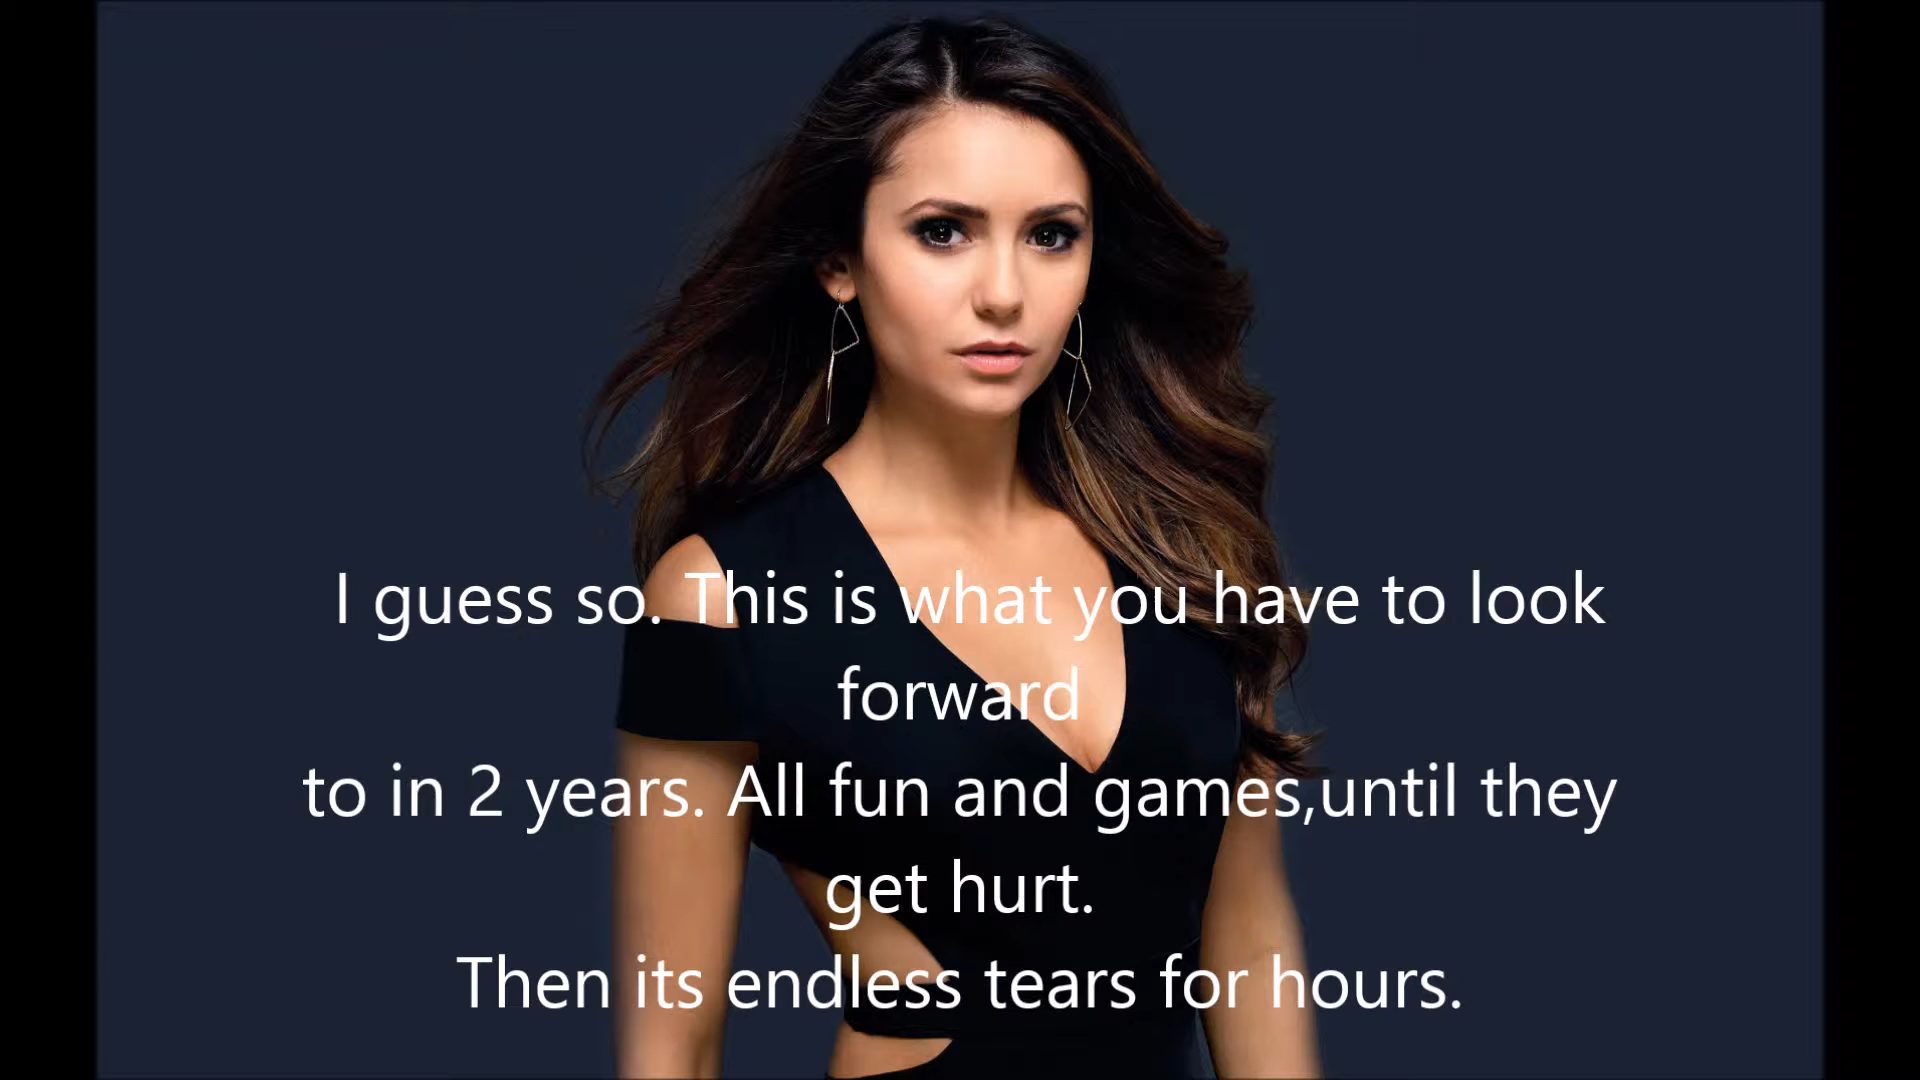 I guess so. This is what you have to look
forward
to in 2 years. All fun and games,until they
get hurt.
Then its endless tears for hours.